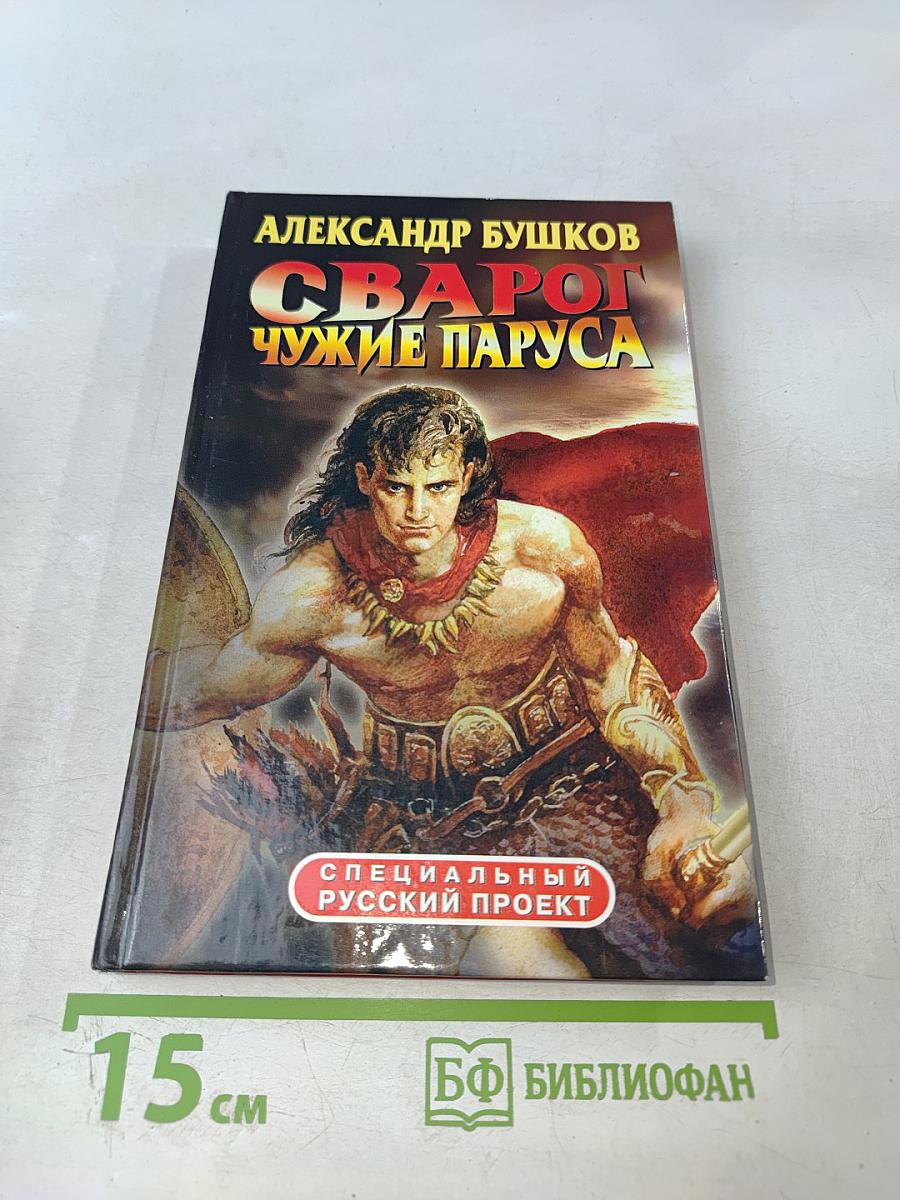 АЛЕКСАНДР БУШКОВ
СВАРОГ
ЧУЖИЕ ПАРУСА
СПЕЦИАЛЬНЫЙ
РУССКИЙ ПРОЕКТ
15 см
БФ БИБЛИОФАН